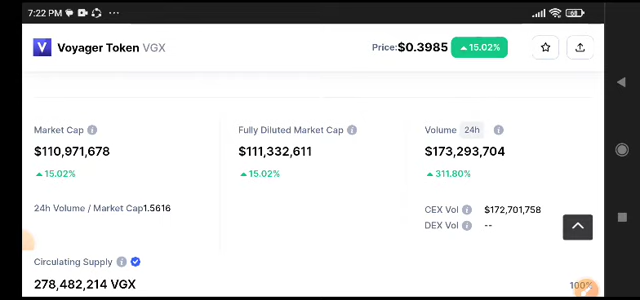 7:22 PM
V Voyager Token VGX Price:$0.3985 15.02%
Market Cap Fully Diluted Market Cap Volume 24h
$110,971,678 $111,332,611 $173,293,704
15.02% 15.02% 311.80%
24h Volume / Market Cap1.5616 CEX Vol $172,701,758
DEX Vol --
Circulating Supply
278,482,214 VGX 100%